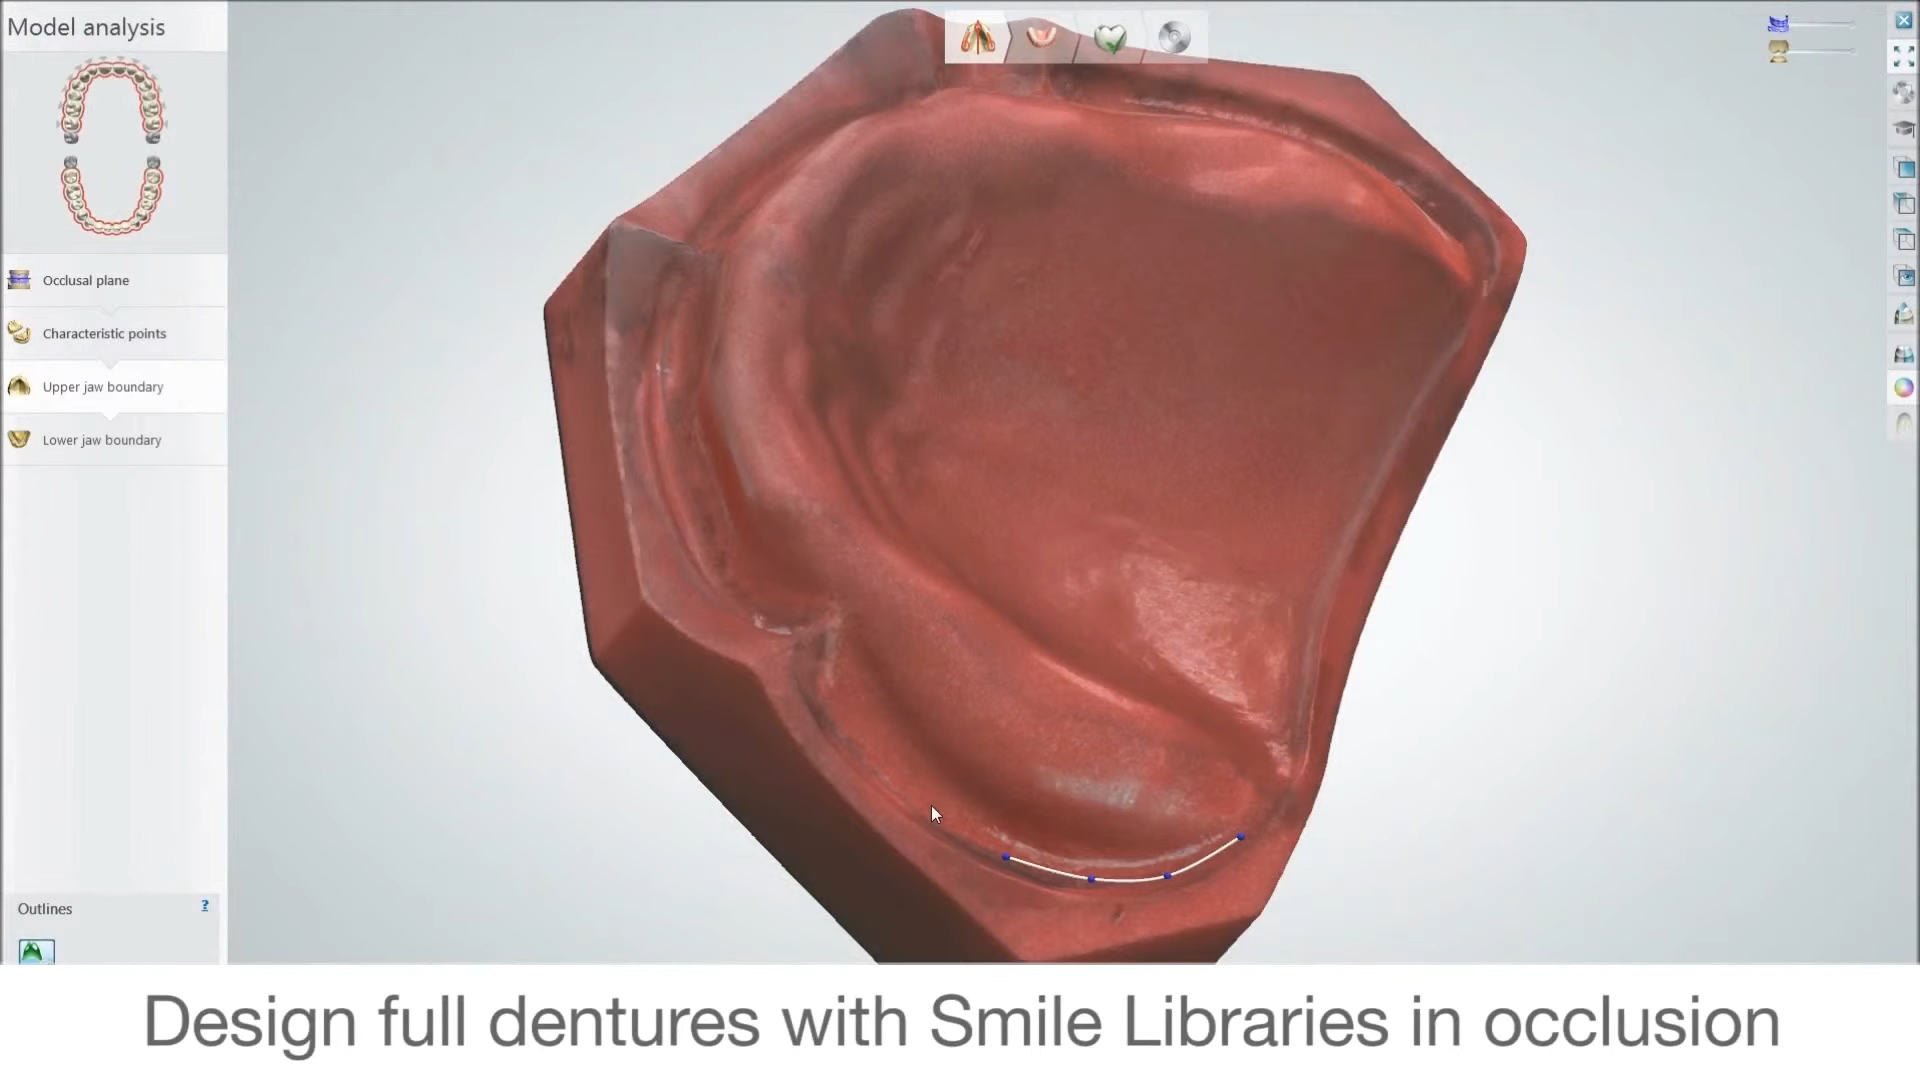 Model analysis
Occlusal plane
Characteristic points
Upper jaw boundary
Lower jaw boundary
Outlines ?
Design full dentures with Smile Libraries in occlusion